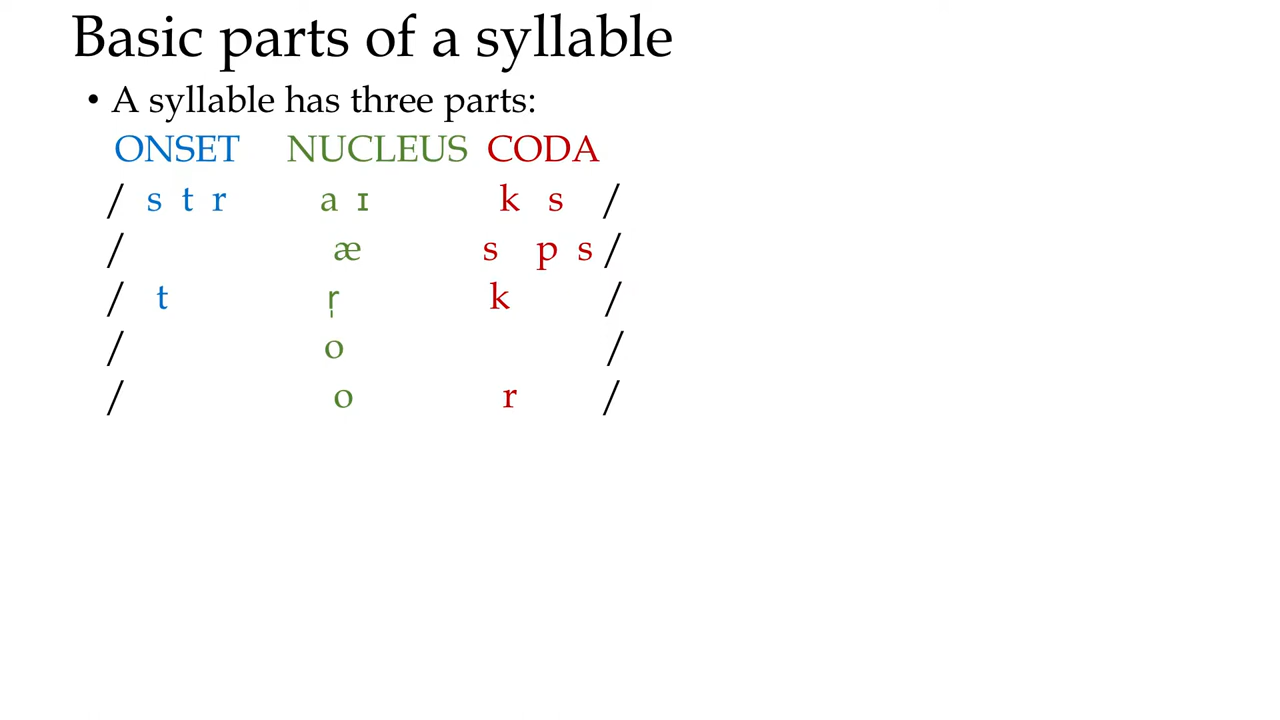 Basic parts of a syllable
• A syllable has three parts:
ONSET NUCLEUS CODA
/ s t r a ɪ k s /
/ æ s p s /
/ t r̩ k /
/ o /
/ o r /